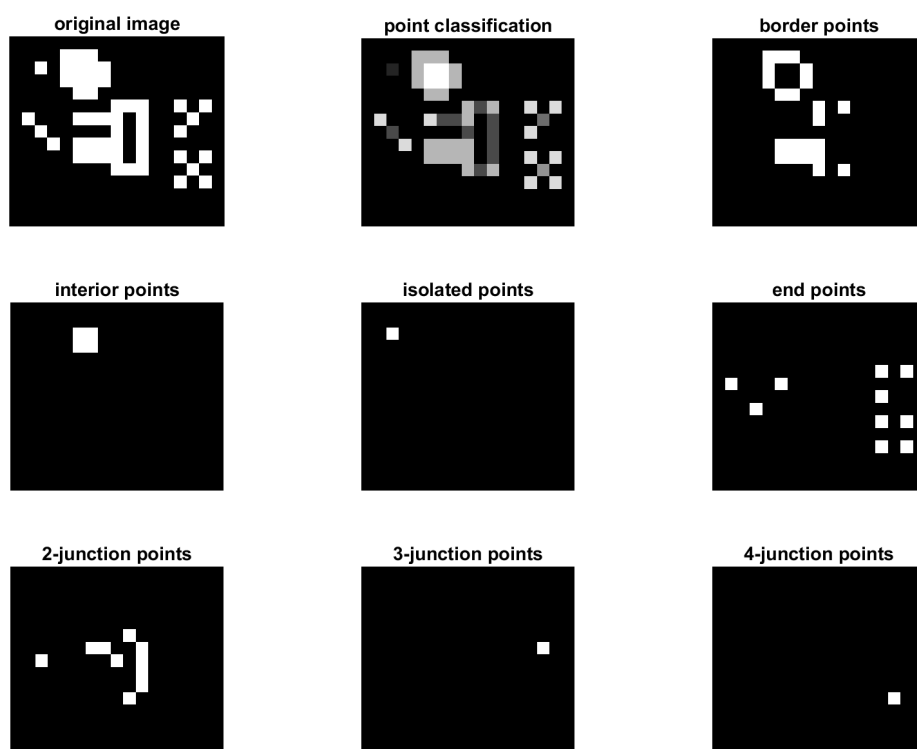 original image
point classification
border points
interior points
isolated points
end points
2-junction points
3-junction points
4-junction points